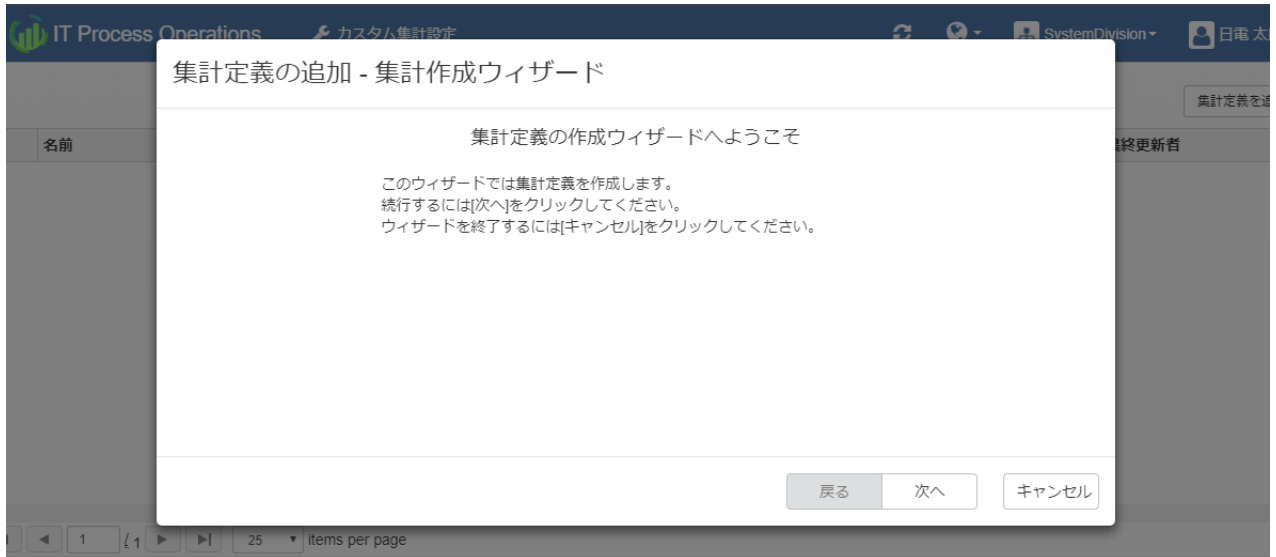 IT Process Operations カスタム集計設定 SystemDivision 日電 太
集計定義の追加 - 集計作成ウィザード
集計定義を追
名前 終更新者
集計定義の作成ウィザードへようこそ
このウィザードでは集計定義を作成します。
続行するには[次へ]をクリックしてください。
ウィザードを終了するには[キャンセル]をクリックしてください。
戻る 次へ キャンセル
1 / 1 25 items per page